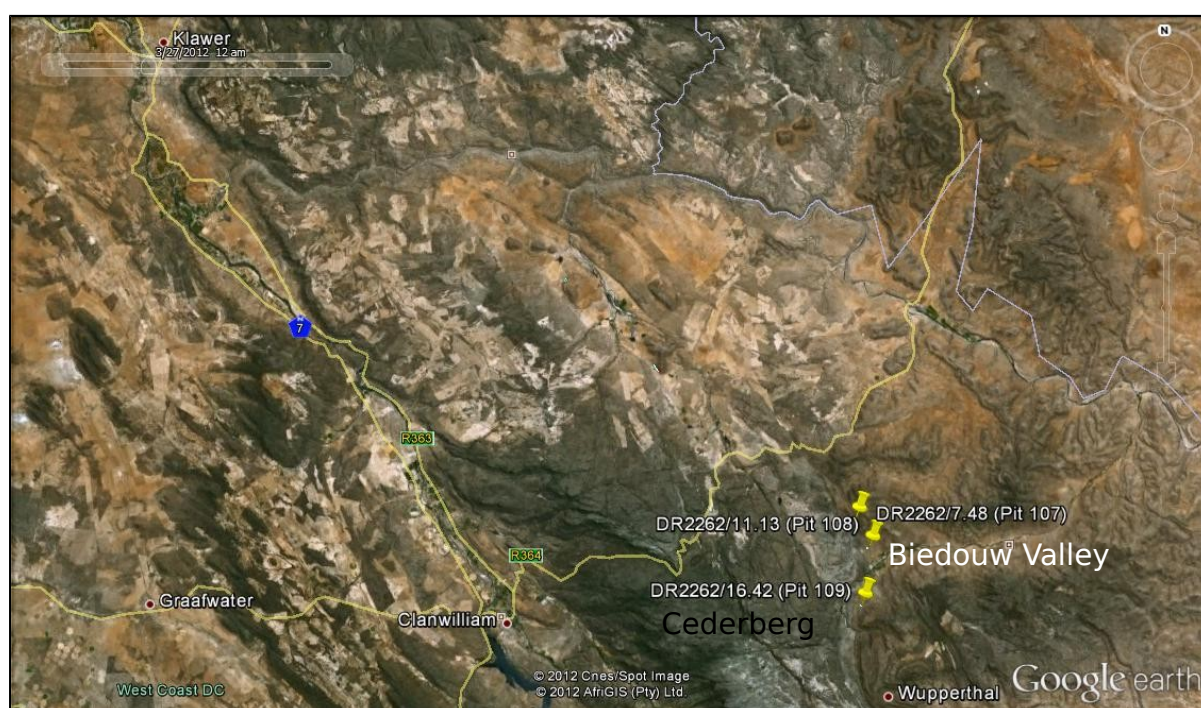 Klawer
3/27/2012 12 am
N
7
R363
DR2262/7.48 (Pit 107)
DR2262/11.13 (Pit 108)
Biedouw Valley
R364
DR2262/16.42 (Pit 109)
Graafwater
Clanwilliam
Cederberg
© 2012 Cnes/Spot Image
© 2012 AfriGIS (Pty) Ltd.
West Coast DC
Wupperthal
Google earth